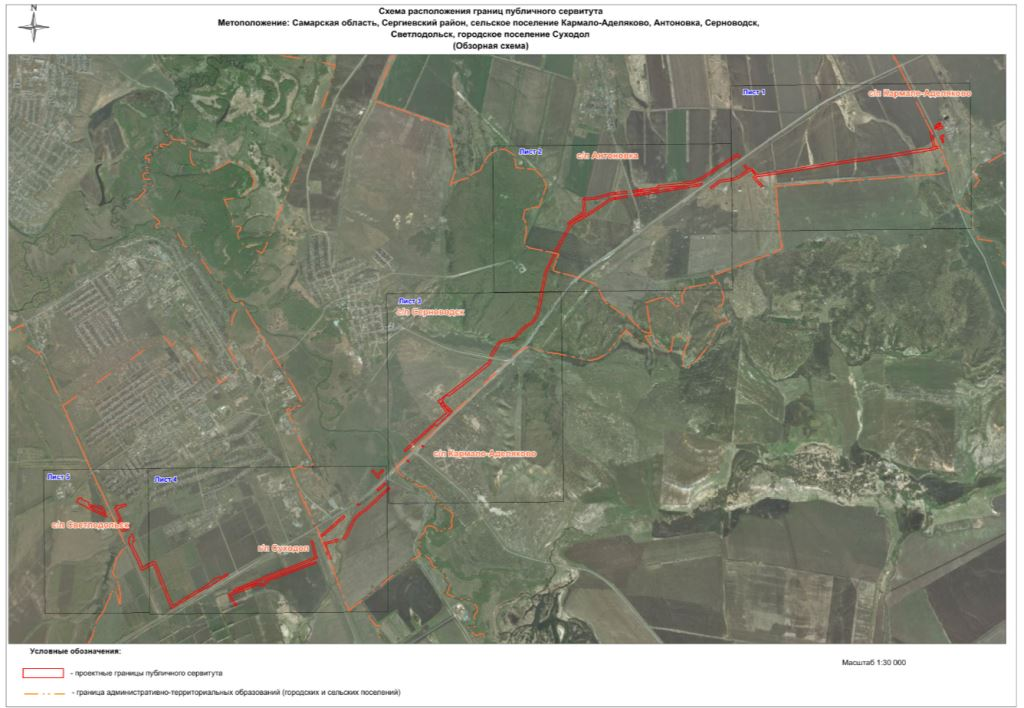 N
Схема расположения границ публичного сервитута
Метоположение: Самарская область, Сергиевский район, сельское поселение Кармало-Аделяково, Антоновка, Серноводск,
Светлодольск, городское поселение Суходол
(Обзорная схема)
Лист 1
с/п Кармало-Аделяково
Лист 2
с/п Антоновка
Лист 3
с/п Серноводск
с/п Кармало-Аделяково
Лист 5
Лист 4
с/п Светлодольск
с/п Суходол
Условные обозначения:
- проектные границы публичного сервитута
- граница административно-территориальных образований (городских и сельских поселений)
Масштаб 1:30 000